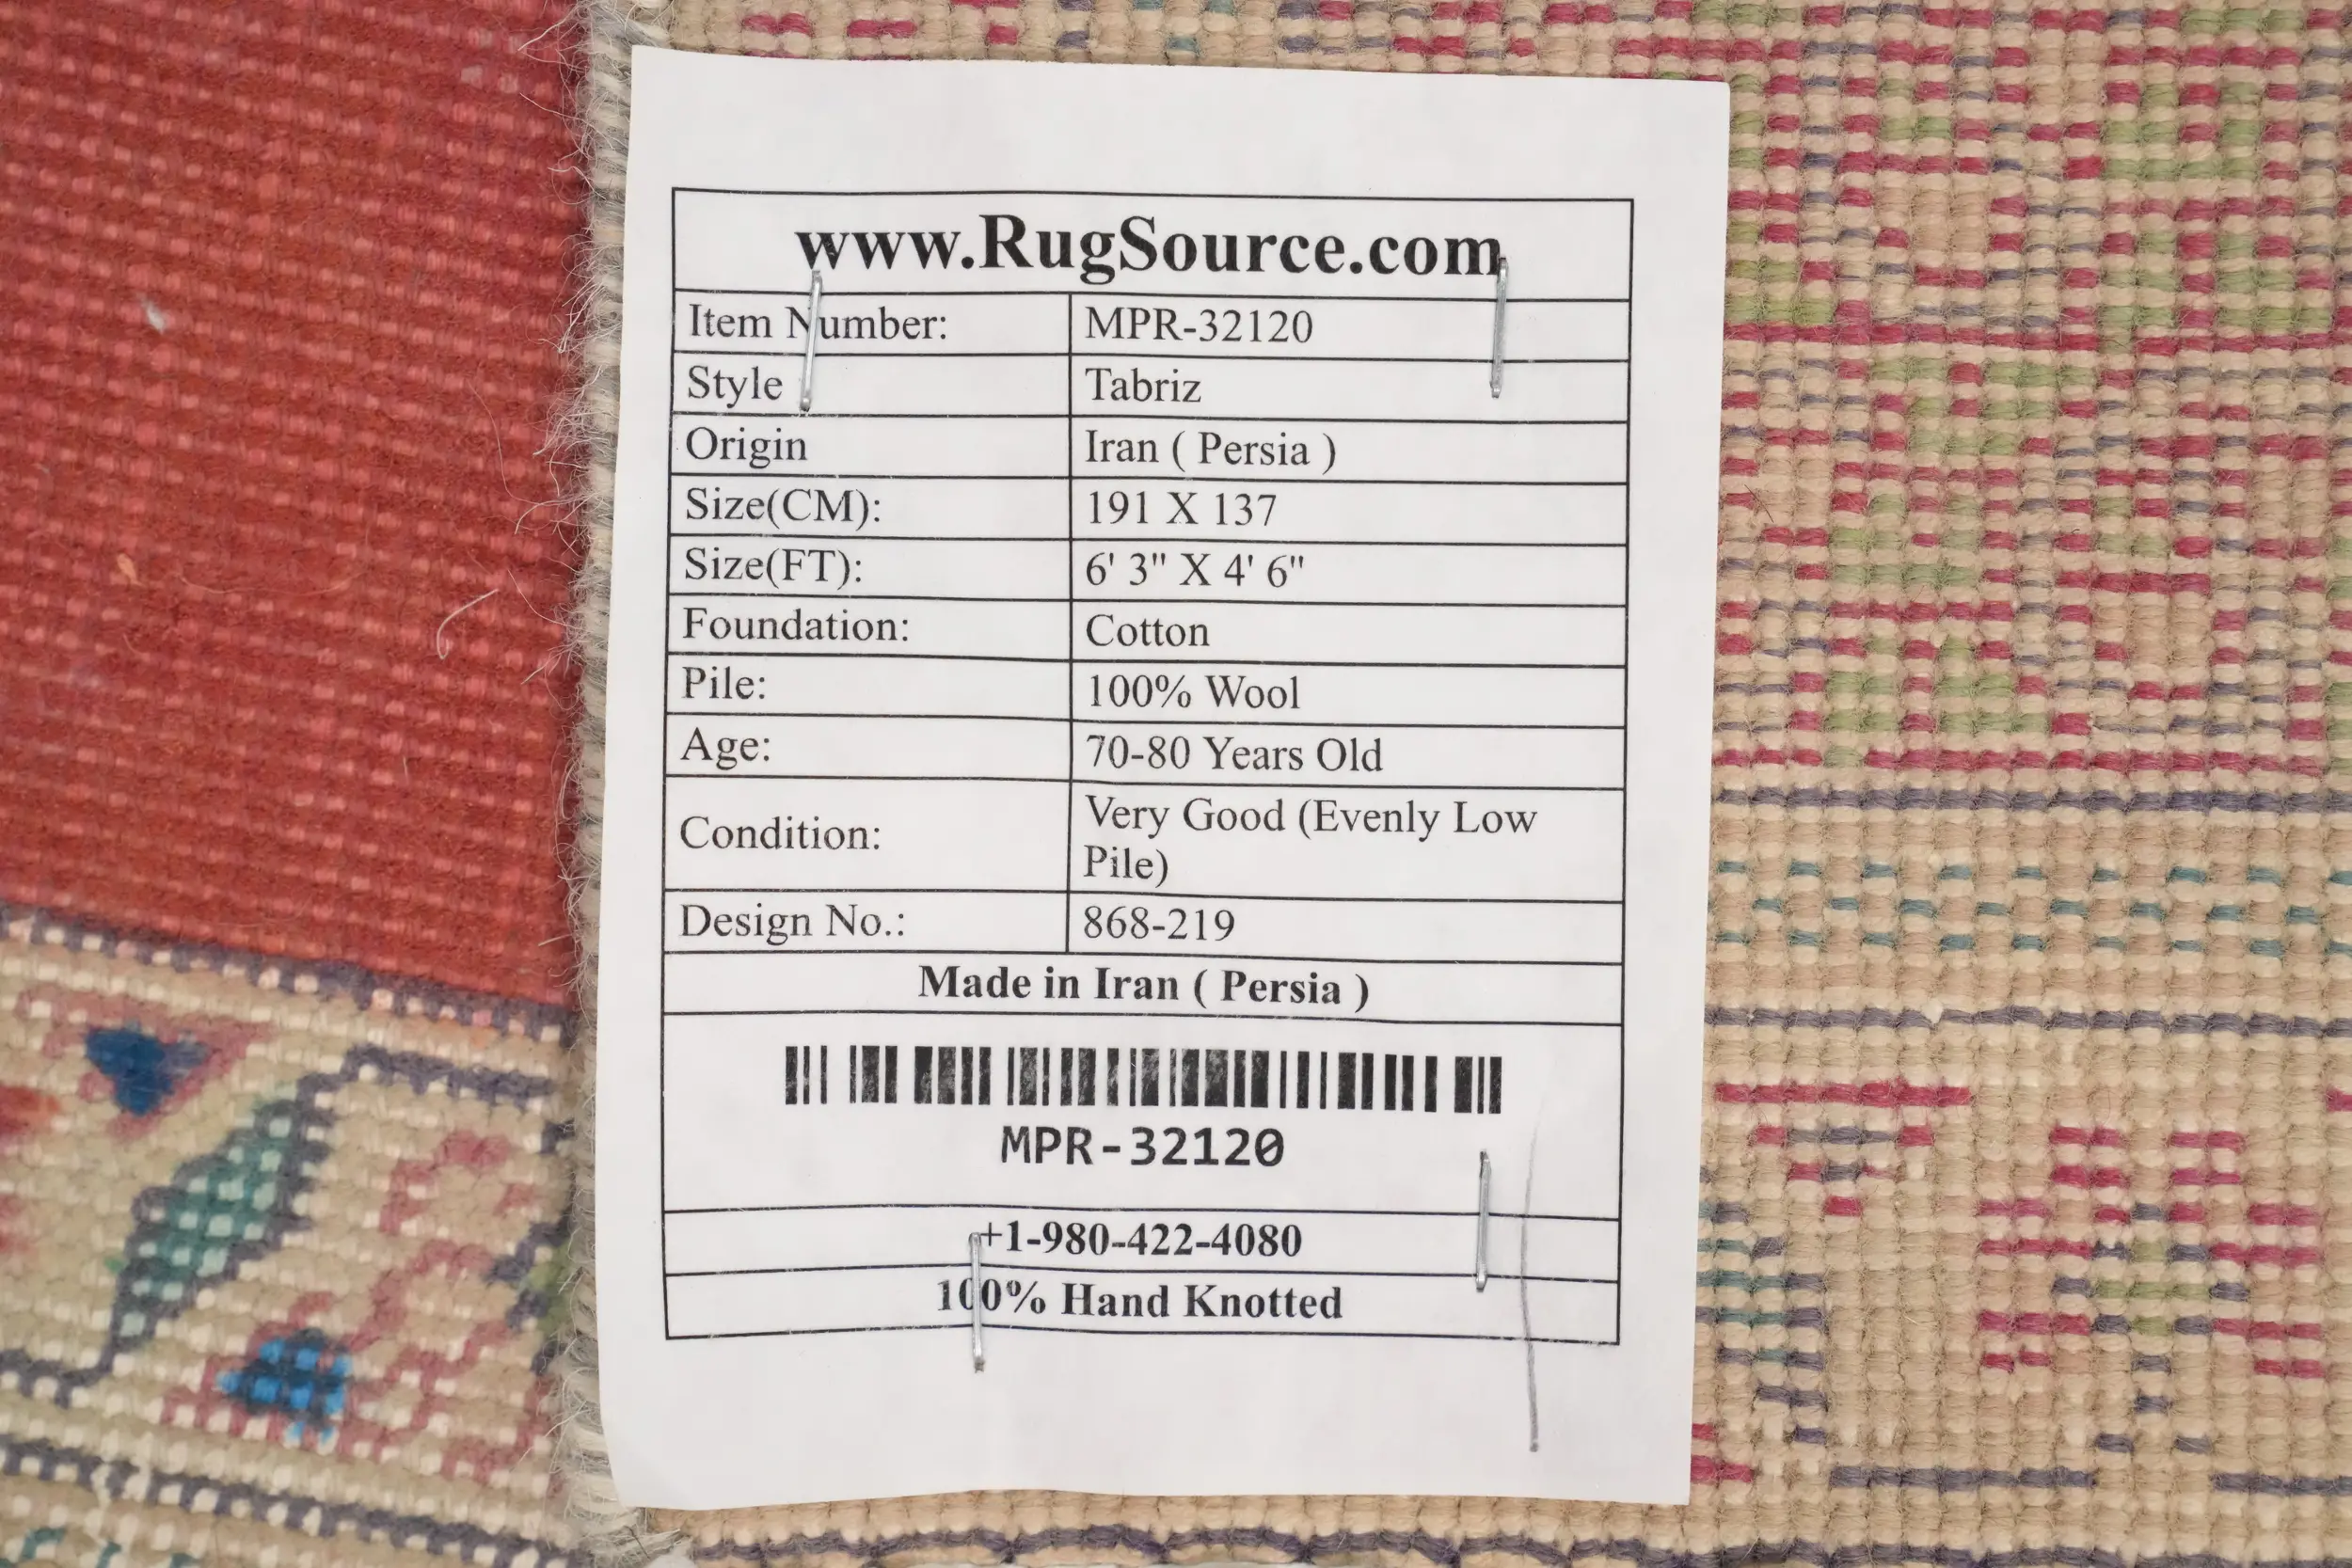 www.RugSource.com
Item Number: MPR-32120
Style Tabriz
Origin Iran ( Persia )
Size(CM): 191 X 137
Size(FT): 6' 3" X 4' 6"
Foundation: Cotton
Pile: 100% Wool
Age: 70-80 Years Old
Condition: Very Good (Evenly Low
Pile)
Design No.: 868-219
Made in Iran ( Persia )
MPR-32120
+1-980-422-4080
100% Hand Knotted